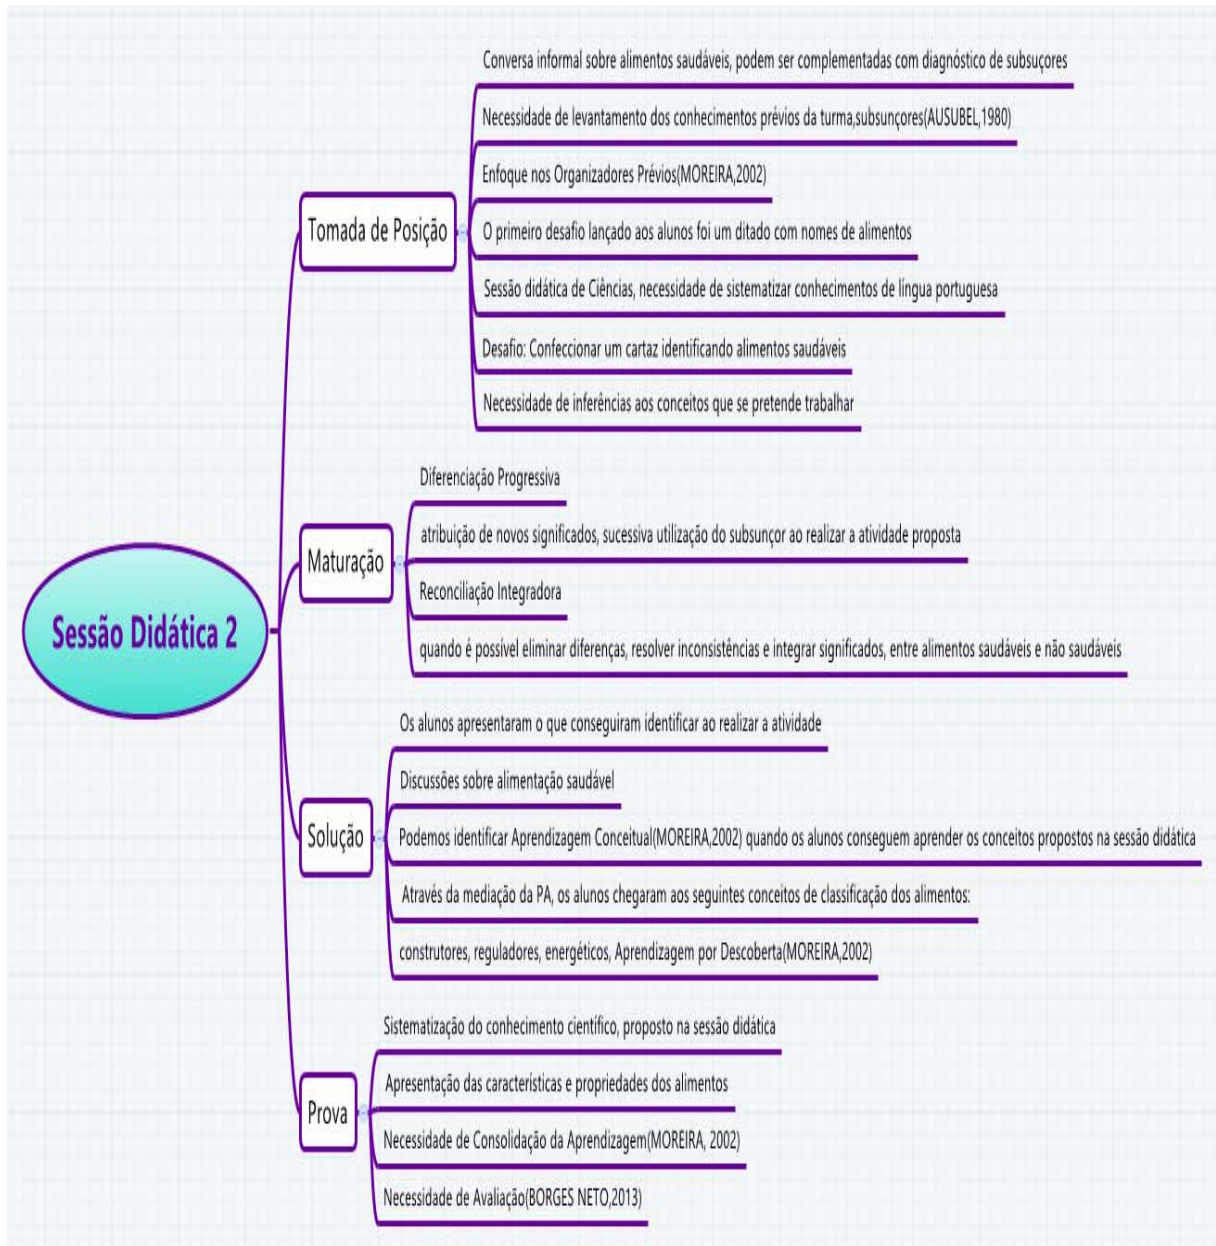 Sessão Didática 2
Tomada de Posição
Conversa informal sobre alimentos saudáveis, podem ser complementadas com diagnóstico de subsuçores
Necessidade de levantamento dos conhecimentos prévios da turma,subsunçores(AUSUBEL,1980)
Enfoque nos Organizadores Prévios(MOREIRA,2002)
O primeiro desafio lançado aos alunos foi um ditado com nomes de alimentos
Sessão didática de Ciências, necessidade de sistematizar conhecimentos de língua portuguesa
Desafio: Confeccionar um cartaz identificando alimentos saudáveis
Necessidade de inferências aos conceitos que se pretende trabalhar
Maturação
Diferenciação Progressiva
atribuição de novos significados, sucessiva utilização do subsunçor ao realizar a atividade proposta
Reconciliação Integradora
quando é possível eliminar diferenças, resolver inconsistências e integrar significados, entre alimentos saudáveis e não saudáveis
Solução
Os alunos apresentaram o que conseguiram identificar ao realizar a atividade
Discussões sobre alimentação saudável
Podemos identificar Aprendizagem Conceitual(MOREIRA,2002) quando os alunos conseguem aprender os conceitos propostos na sessão didática
Através da mediação da PA, os alunos chegaram aos seguintes conceitos de classificação dos alimentos:
construtores, reguladores, energéticos, Aprendizagem por Descoberta(MOREIRA,2002)
Prova
Sistematização do conhecimento científico, proposto na sessão didática
Apresentação das características e propriedades dos alimentos
Necessidade de Consolidação da Aprendizagem(MOREIRA, 2002)
Necessidade de Avaliação(BORGES NETO,2013)